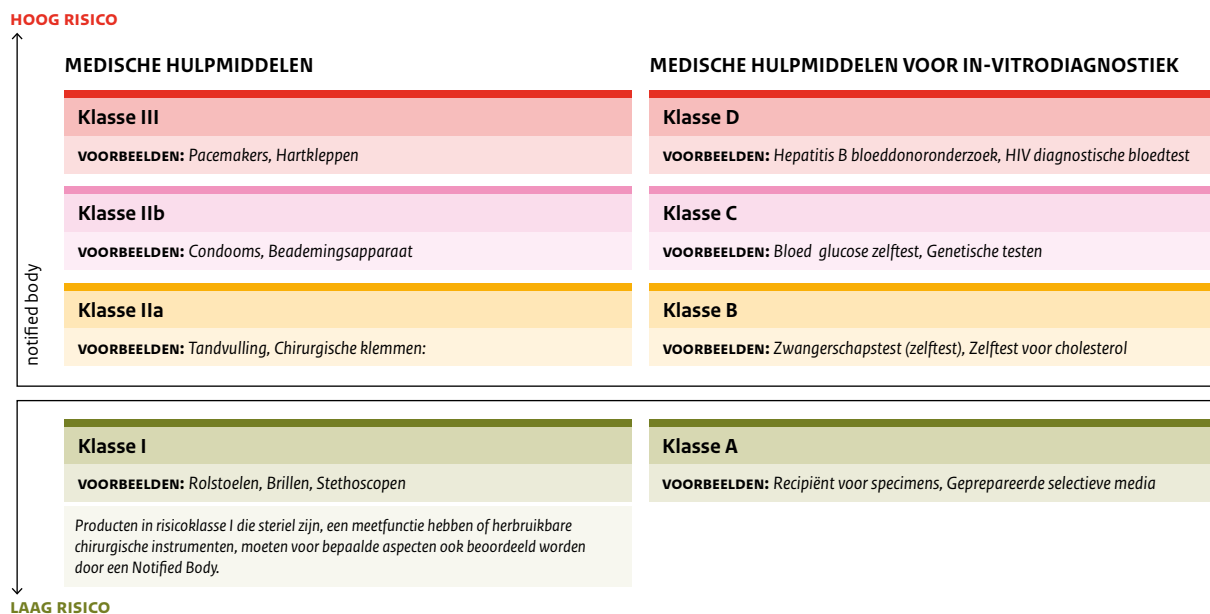 HOOG RISICO
MEDISCHE HULPMIDDELEN
Klasse III
VOORBEELDEN: Pacemakers, Hartkleppen
Klasse IIb
VOORBEELDEN: Condooms, Beademingsapparaat
Klasse IIa
VOORBEELDEN: Tandvulling, Chirurgische klemmen:
notified body
MEDISCHE HULPMIDDELEN VOOR IN-VITRODIAGNOSTIEK
Klasse D
VOORBEELDEN: Hepatitis B bloeddonoronderzoek, HIV diagnostische bloedtest
Klasse C
VOORBEELDEN: Bloed  glucose zelftest, Genetische testen
Klasse B
VOORBEELDEN: Zwangerschapstest (zelftest), Zelftest voor cholesterol
Klasse I
VOORBEELDEN: Rolstoelen, Brillen, Stethoscopen
Producten in risicoklasse I die steriel zijn, een meetfunctie hebben of herbruikbare
chirurgische instrumenten, moeten voor bepaalde aspecten ook beoordeeld worden
door een Notified Body.
Klasse A
VOORBEELDEN: Recipiënt voor specimens, Geprepareerde selectieve media
LAAG RISICO